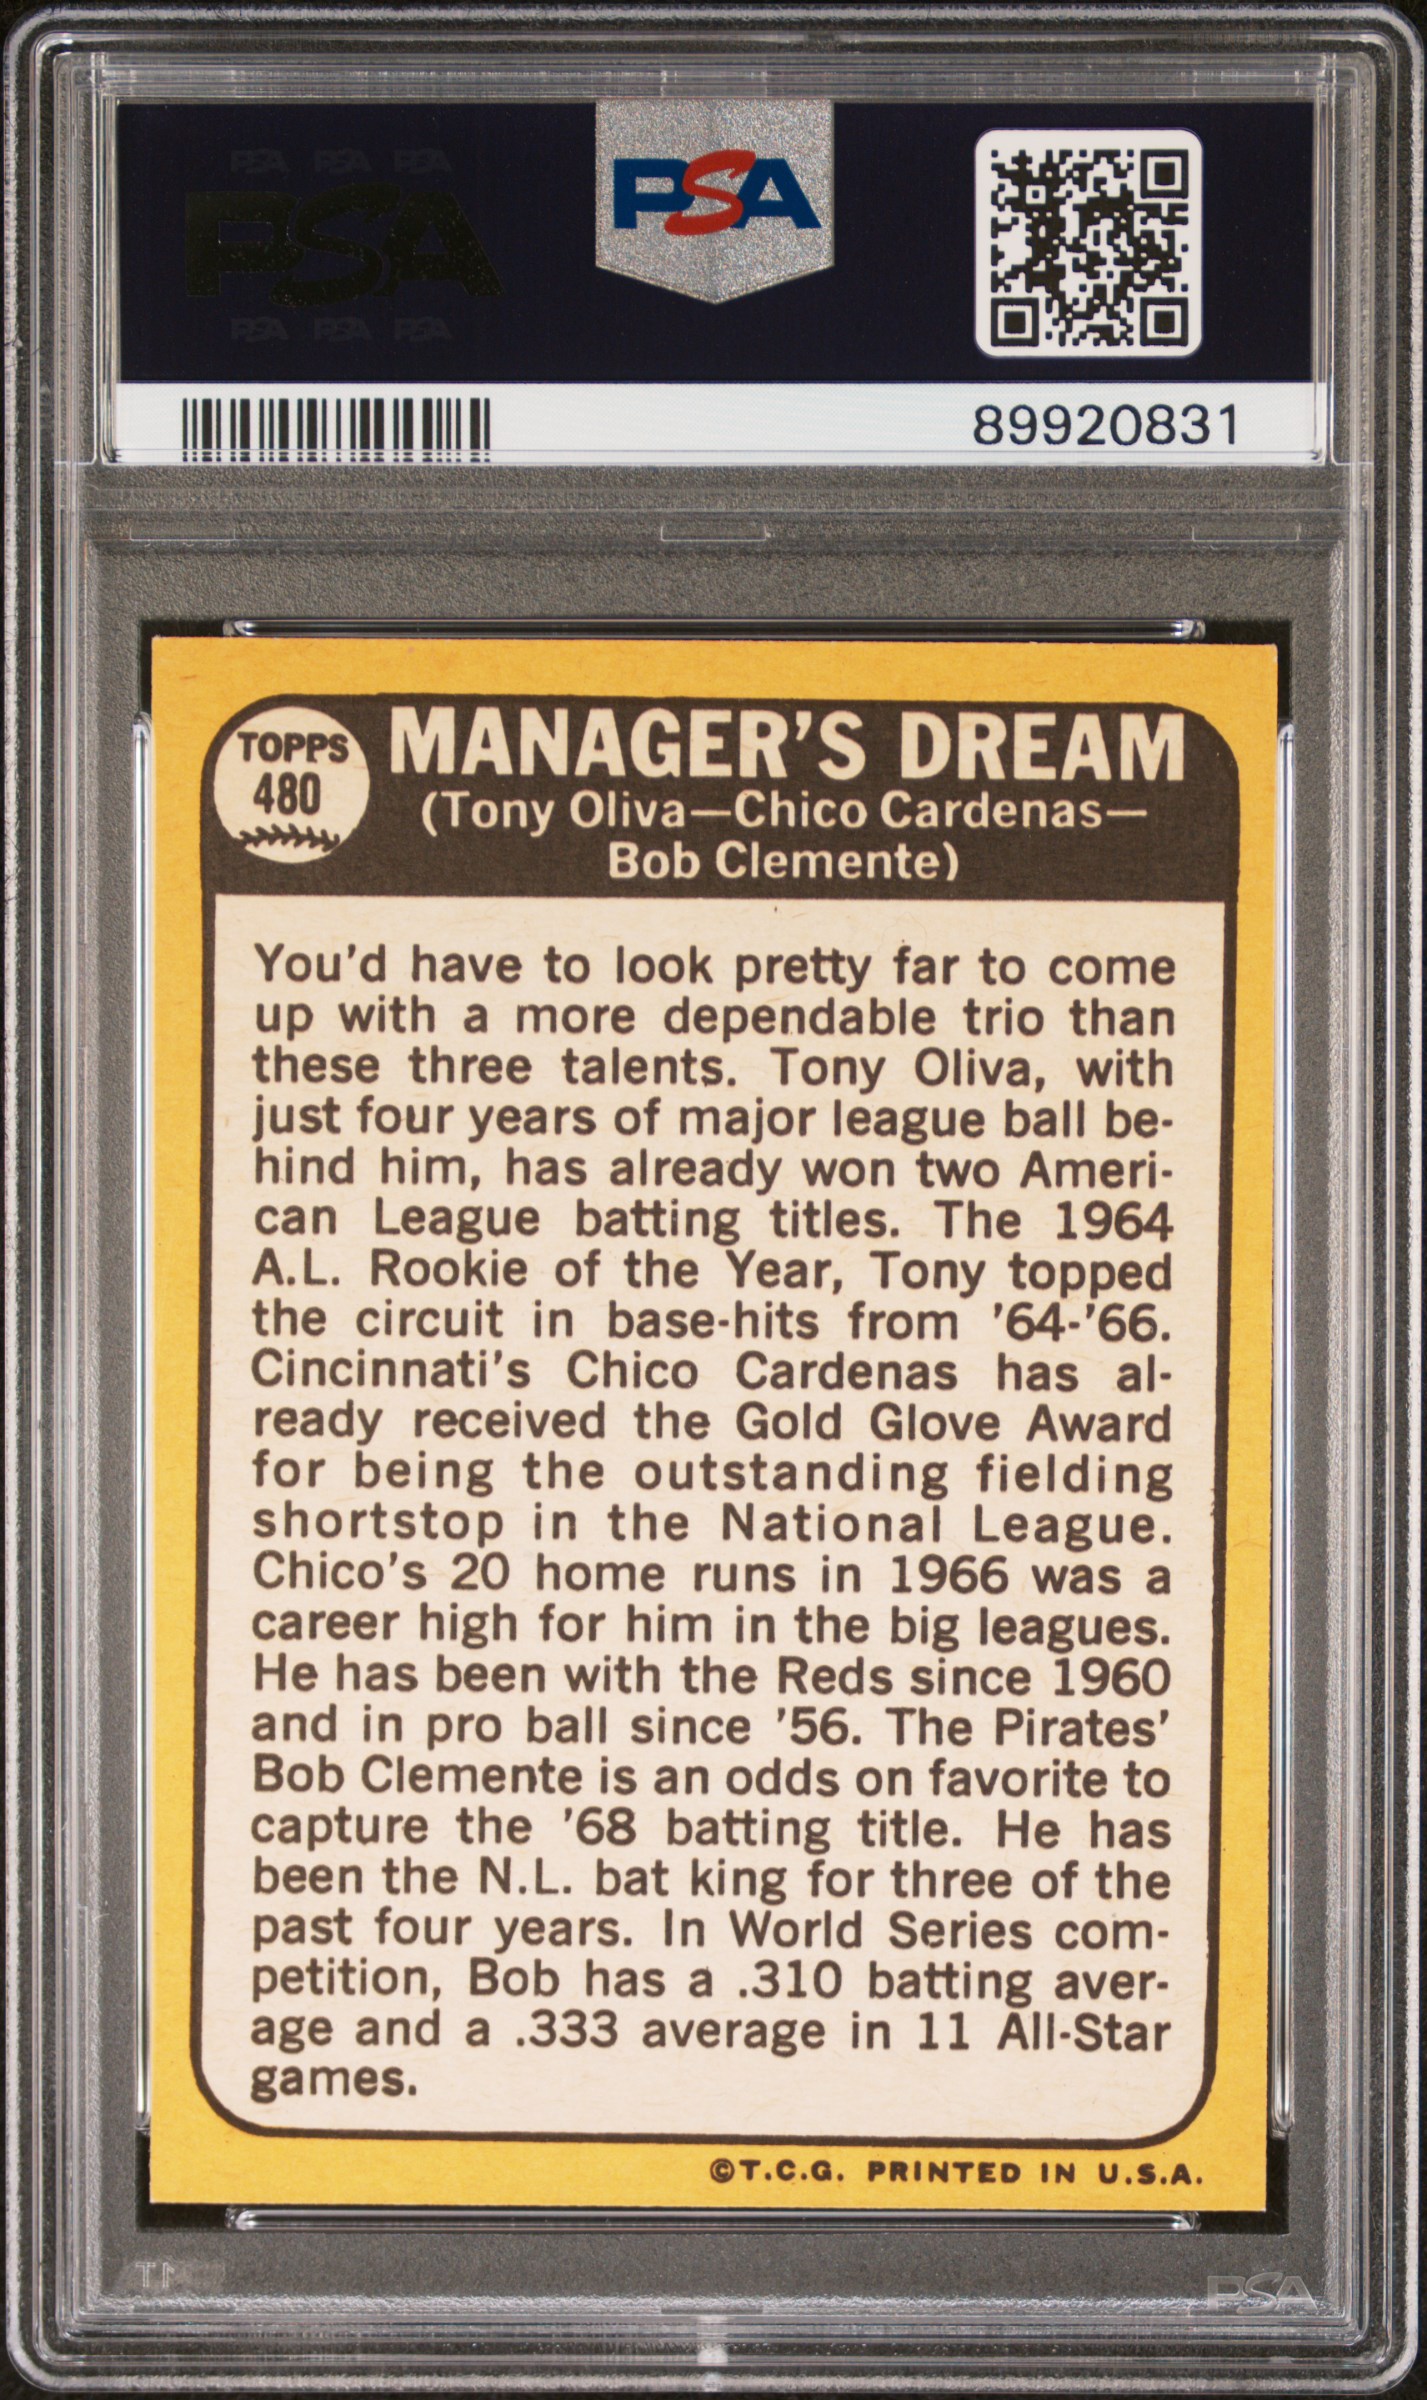 PSA PSA PSA
PSA
PSA PSA PSA
PSA
89920831
TOPPS
480
MANAGER'S DREAM
(Tony Oliva—Chico Cardenas—
Bob Clemente)
You'd have to look pretty far to come
up with a more dependable trio than
these three talents. Tony Oliva, with
just four years of major league ball be-
hind him, has already won two Ameri-
can League batting titles. The 1964
A.L. Rookie of the Year, Tony topped
the circuit in base-hits from '64-'66.
Cincinnati's Chico Cardenas has al-
ready received the Gold Glove Award
for being the outstanding fielding
shortstop in the National League.
Chico's 20 home runs in 1966 was a
career high for him in the big leagues.
He has been with the Reds since 1960
and in pro ball since '56. The Pirates'
Bob Clemente is an odds on favorite to
capture the '68 batting title. He has
been the N.L. bat king for three of the
past four years. In World Series com-
petition, Bob has a .310 batting aver-
age and a .333 average in 11 All-Star
games.
©T.C.G. PRINTED IN U.S.A.
PSA